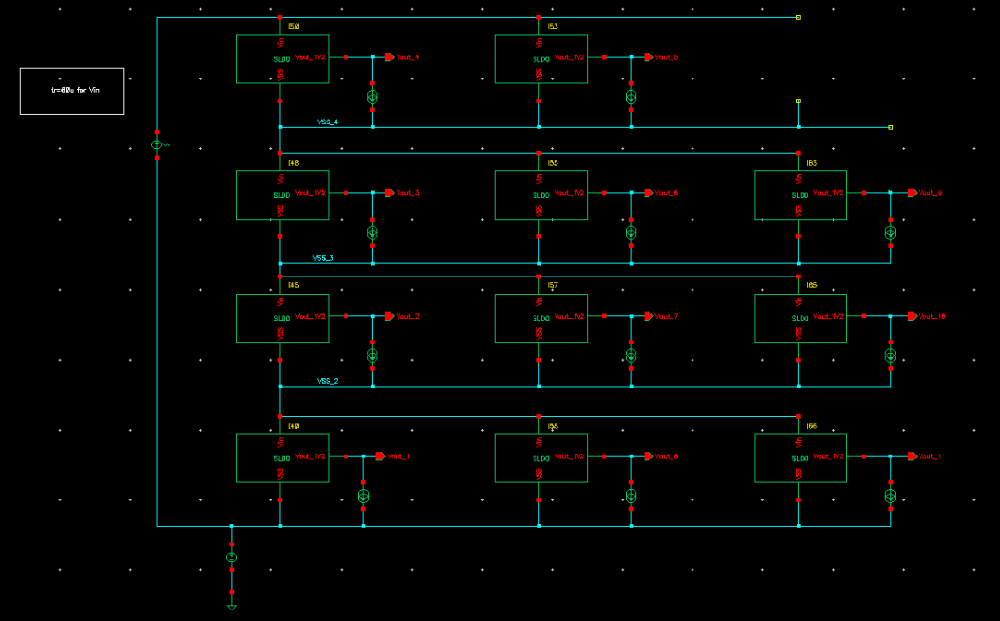 I50
I53
Vin
SLDO
Vout_1V2
VSS
Vout_4
Vin
SLDO
Vout_1V2
VSS
Vout_5
tr=80u for Vin
VSS_4
I48
I55
I83
Vin
SLDO
Vout_1V2
VSS
Vout_3
Vin
SLDO
Vout_1V2
VSS
Vout_6
Vin
SLDO
Vout_1V2
VSS
Vout_9
VSS_3
I45
I57
I65
Vin
SLDO
Vout_1V2
VSS
Vout_2
Vin
SLDO
Vout_1V2
VSS
Vout_7
Vin
SLDO
Vout_1V2
VSS
Vout_10
VSS_2
I40
I66
Vin
SLDO
Vout_1V2
VSS
Vout_1
Vin
SLDO
Vout_1V2
VSS
Vout_8
Vin
SLDO
Vout_1V2
VSS
Vout_11